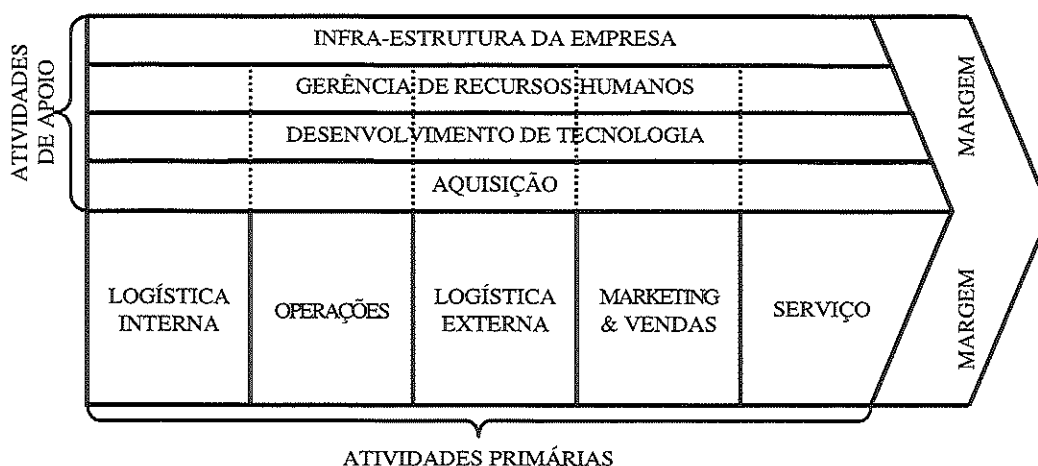 ATIVIDADES
DE APOIO
INFRA-ESTRUTURA DA EMPRESA
GERÊNCIA DE RECURSOS HUMANOS
DESENVOLVIMENTO DE TECNOLOGIA
AQUISIÇÃO
MARGEM
LOGÍSTICA
INTERNA
OPERAÇÕES
LOGÍSTICA
EXTERNA
MARKETING
& VENDAS
SERVIÇO
MARGEM
ATIVIDADES PRIMÁRIAS